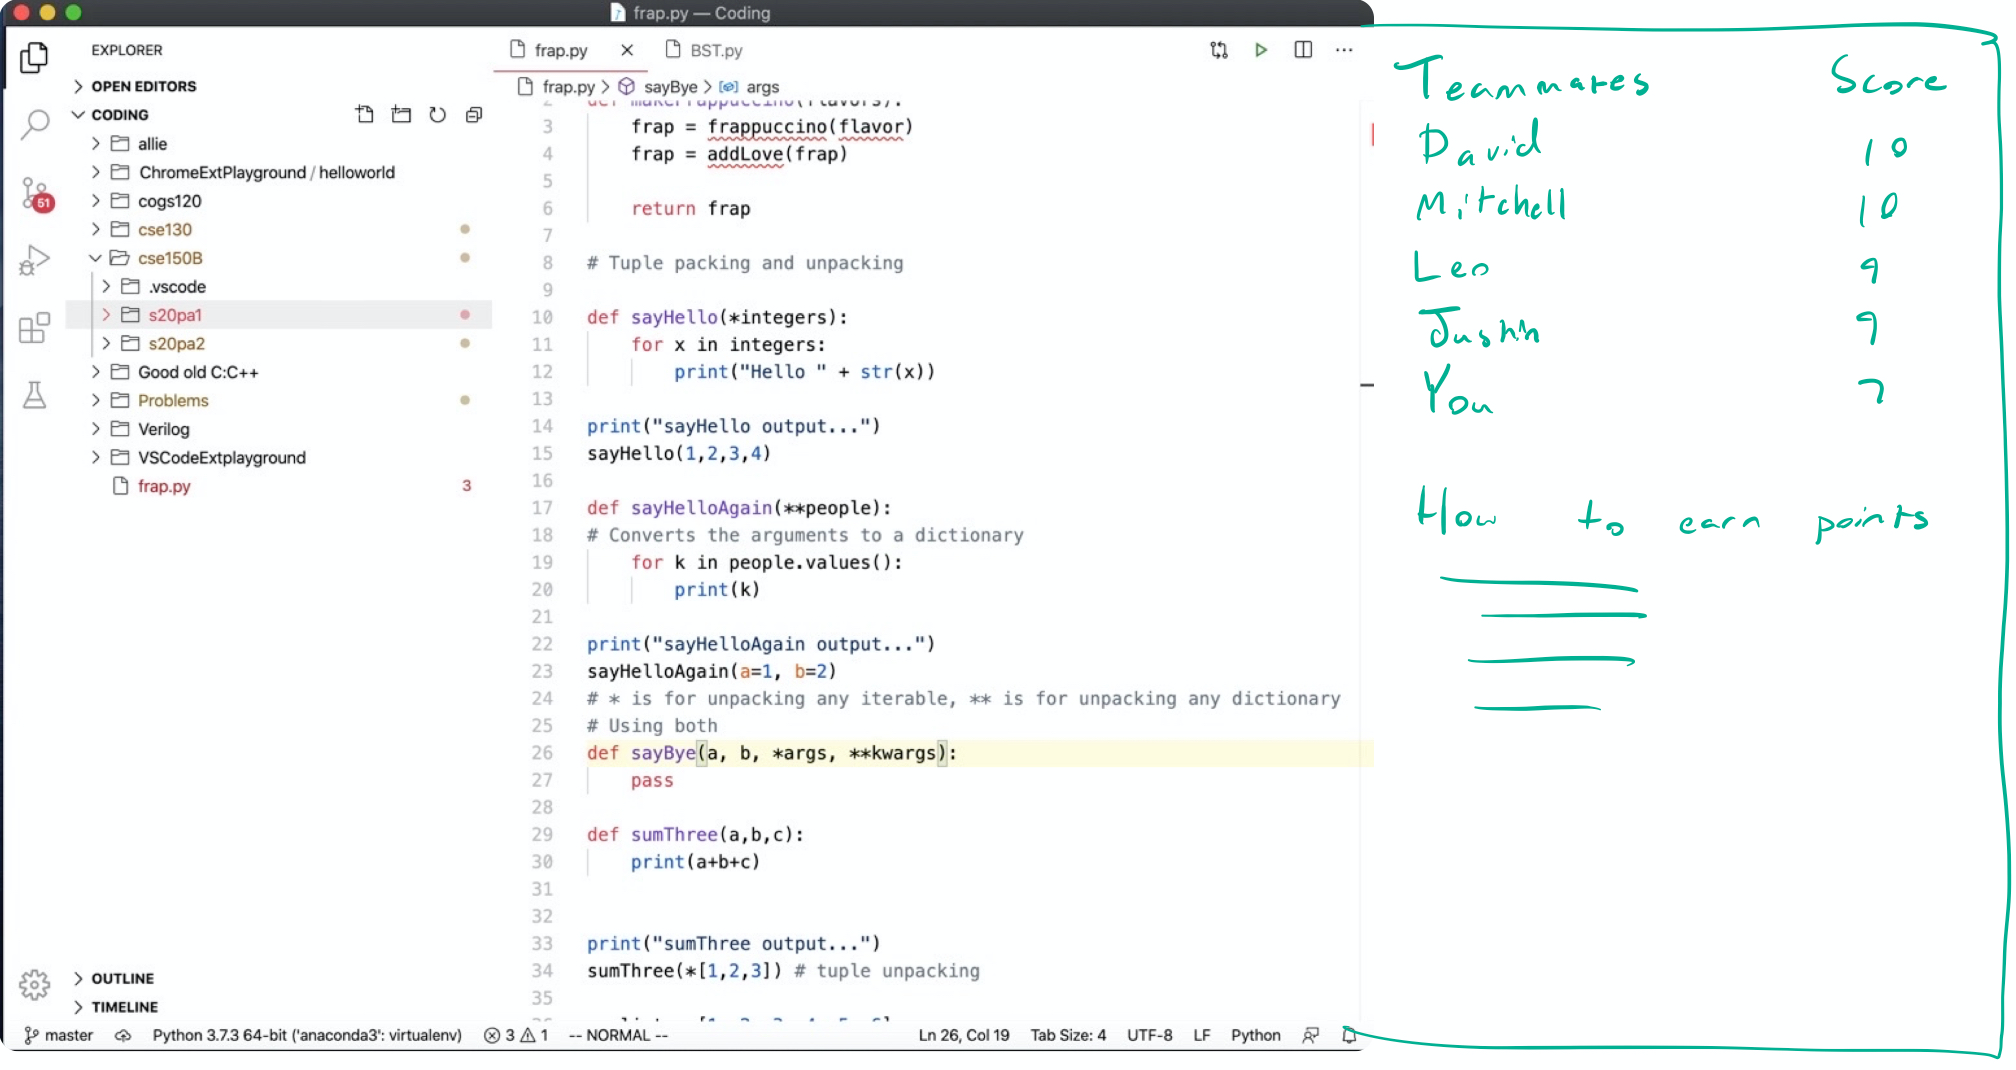 frap.py — Coding
EXPLORER
OPEN EDITORS
CODING
allie
ChromeExtPlayground / helloworld
cogs120
cse130
cse150B
.vscode
s20pa1
s20pa2
Good old C:C++
Problems
Verilog
VSCodeExtplayground
frap.py 3
51
OUTLINE
TIMELINE
frap.py BST.py
frap.py > sayBye > args
2 def makeFrappuccino(flavors):
3 frap = frappuccino(flavor)
4 frap = addLove(frap)
5
6 return frap
7
8 # Tuple packing and unpacking
9
10 def sayHello(*integers):
11 for x in integers:
12 print("Hello " + str(x))
13
14 print("sayHello output...")
15 sayHello(1,2,3,4)
16
17 def sayHelloAgain(**people):
18 # Converts the arguments to a dictionary
19 for k in people.values():
20 print(k)
21
22 print("sayHelloAgain output...")
23 sayHelloAgain(a=1, b=2)
24 # * is for unpacking any iterable, ** is for unpacking any dictionary
25 # Using both
26 def sayBye(a, b, *args, **kwargs):
27 pass
28
29 def sumThree(a,b,c):
30 print(a+b+c)
31
32
33 print("sumThree output...")
34 sumThree(*[1,2,3]) # tuple unpacking
35
master Python 3.7.3 64-bit ('anaconda3': virtualenv) 3 1 -- NORMAL -- Ln 26, Col 19 Tab Size: 4 UTF-8 LF Python
Teammates Score
David 10
Mitchell 10
Leo 9
Justin 9
You 7
How to earn points